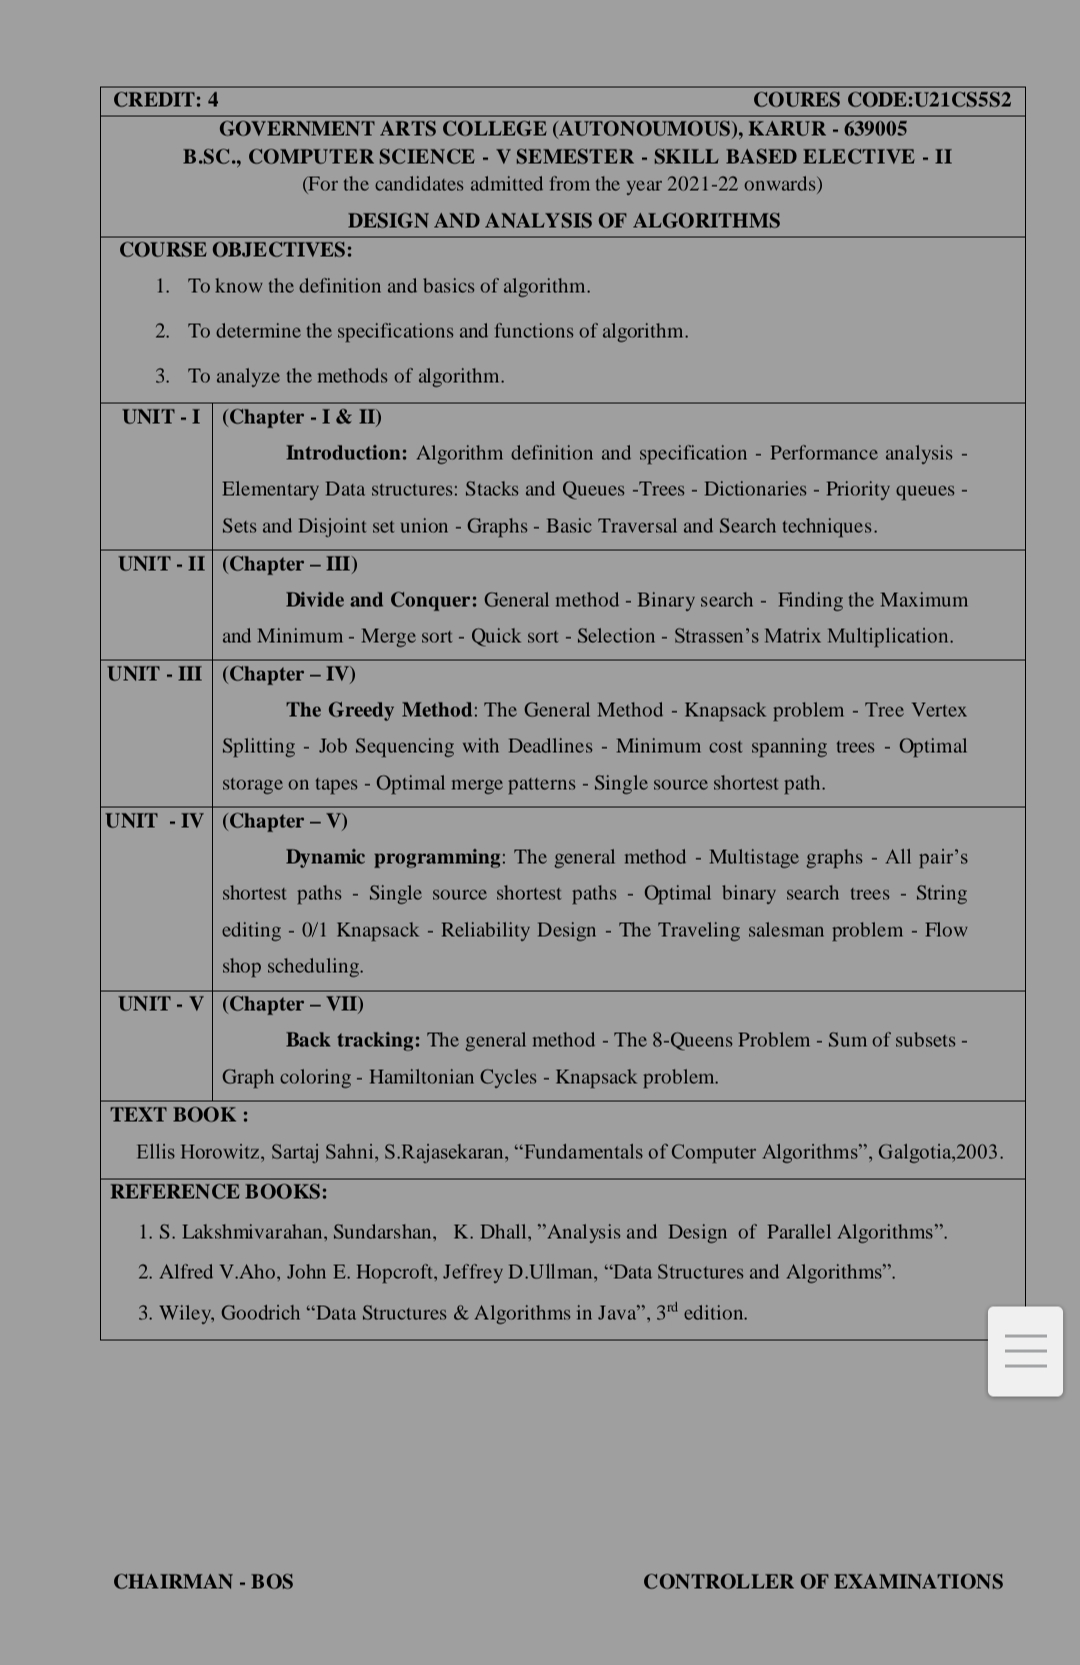 CREDIT: 4 COURES CODE:U21CS5S2
GOVERNMENT ARTS COLLEGE (AUTONOUMOUS), KARUR - 639005
B.SC., COMPUTER SCIENCE - V SEMESTER - SKILL BASED ELECTIVE - II
(For the candidates admitted from the year 2021-22 onwards)
DESIGN AND ANALYSIS OF ALGORITHMS
COURSE OBJECTIVES:
1. To know the definition and basics of algorithm.
2. To determine the specifications and functions of algorithm.
3. To analyze the methods of algorithm.
UNIT - I (Chapter - I & II)
Introduction: Algorithm definition and specification - Performance analysis -
Elementary Data structures: Stacks and Queues -Trees - Dictionaries - Priority queues -
Sets and Disjoint set union - Graphs - Basic Traversal and Search techniques.
UNIT - II (Chapter – III)
Divide and Conquer: General method - Binary search - Finding the Maximum
and Minimum - Merge sort - Quick sort - Selection - Strassen’s Matrix Multiplication.
UNIT - III (Chapter – IV)
The Greedy Method: The General Method - Knapsack problem - Tree Vertex
Splitting - Job Sequencing with Deadlines - Minimum cost spanning trees - Optimal
storage on tapes - Optimal merge patterns - Single source shortest path.
UNIT - IV (Chapter – V)
Dynamic programming: The general method - Multistage graphs - All pair’s
shortest paths - Single source shortest paths - Optimal binary search trees - String
editing - 0/1 Knapsack - Reliability Design - The Traveling salesman problem - Flow
shop scheduling.
UNIT - V (Chapter – VII)
Back tracking: The general method - The 8-Queens Problem - Sum of subsets -
Graph coloring - Hamiltonian Cycles - Knapsack problem.
TEXT BOOK :
Ellis Horowitz, Sartaj Sahni, S.Rajasekaran, “Fundamentals of Computer Algorithms”, Galgotia,2003.
REFERENCE BOOKS:
1. S. Lakshmivarahan, Sundarshan, K. Dhall, ”Analysis and Design of Parallel Algorithms”.
2. Alfred V.Aho, John E. Hopcroft, Jeffrey D.Ullman, “Data Structures and Algorithms”.
3. Wiley, Goodrich “Data Structures & Algorithms in Java”, 3rd edition.
CHAIRMAN - BOS CONTROLLER OF EXAMINATIONS